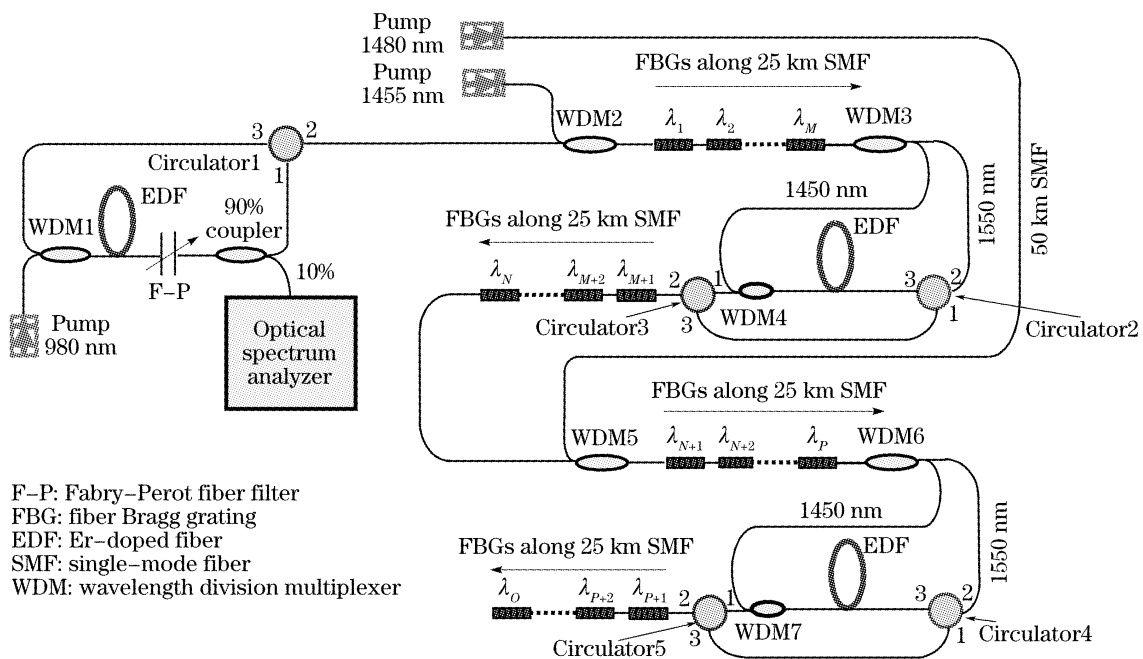 Pump
1480 nm
Pump
1455 nm
FBGs along 25 km SMF
WDM2
λ1
λ2
λM
WDM3
3
2
Circulator1
1
EDF
WDM1
90%
coupler
F-P
10%
Pump
980 nm
Optical
spectrum
analyzer
1450 nm
1550 nm
50 km SMF
FBGs along 25 km SMF
EDF
λN
λM+2
λM+1
2
1
3
2
Circulator3
3
WDM4
1
Circulator2
FBGs along 25 km SMF
WDM5
λN+1
λN+2
λP
WDM6
1450 nm
1550 nm
FBGs along 25 km SMF
EDF
λO
λP+2
λP+1
2
1
3
2
Circulator5
3
WDM7
1
Circulator4
F-P: Fabry-Perot fiber filter
FBG: fiber Bragg grating
EDF: Er-doped fiber
SMF: single-mode fiber
WDM: wavelength division multiplexer